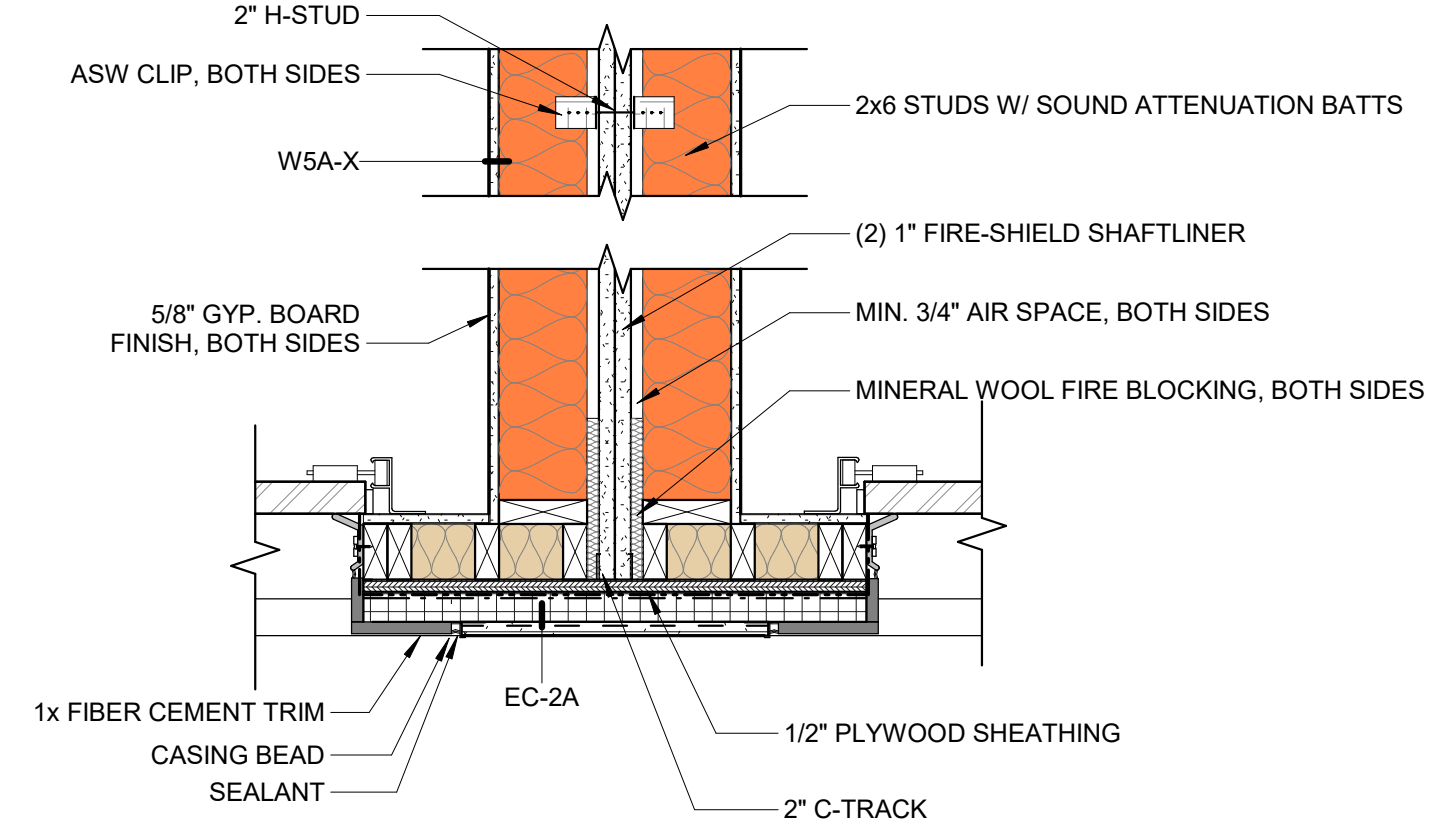 2" H-STUD
ASW CLIP, BOTH SIDES
2x6 STUDS W/ SOUND ATTENUATION BATTS
W5A-X
(2) 1" FIRE-SHIELD SHAFTLINER
5/8" GYP. BOARD
FINISH, BOTH SIDES
MIN. 3/4" AIR SPACE, BOTH SIDES
MINERAL WOOL FIRE BLOCKING, BOTH SIDES
EC-2A
1x FIBER CEMENT TRIM
1/2" PLYWOOD SHEATHING
CASING BEAD
SEALANT
2" C-TRACK